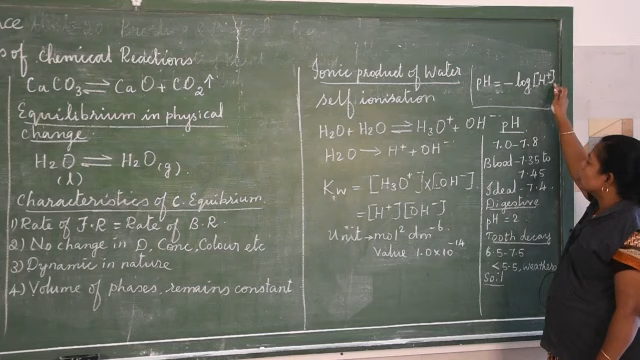 s of chemical Reactions
CaCO₃ ⇌ CaO + CO₂↑
Equilibrium in physical
change.
H₂O ⇌ H₂O(g).
(l)
Characteristics of C. Equibrium.
1) Rate of F.R = Rate of B.R.
2) No change in D, Conc, Colour etc
3) Dynamic in nature
4) Volume of phases remains constant
Ionic product of Water
self ionisation
H₂O + H₂O ⇌ H₃O⁺ + OH⁻
H₂O → H⁺ + OH⁻
Kw = [H₃O⁺] x [OH⁻].
= [H⁺][OH⁻]
Unit → mol² dm⁻⁶
Value 1.0 x 10⁻¹⁴
pH = -log[H⁺]
pH
7.0-7.8
Blood-7.35 to
7.45
Ideal-7.4.
Digestive
pH = 2
Tooth decay
6.5-7.5
<5.5, weathers
Soil